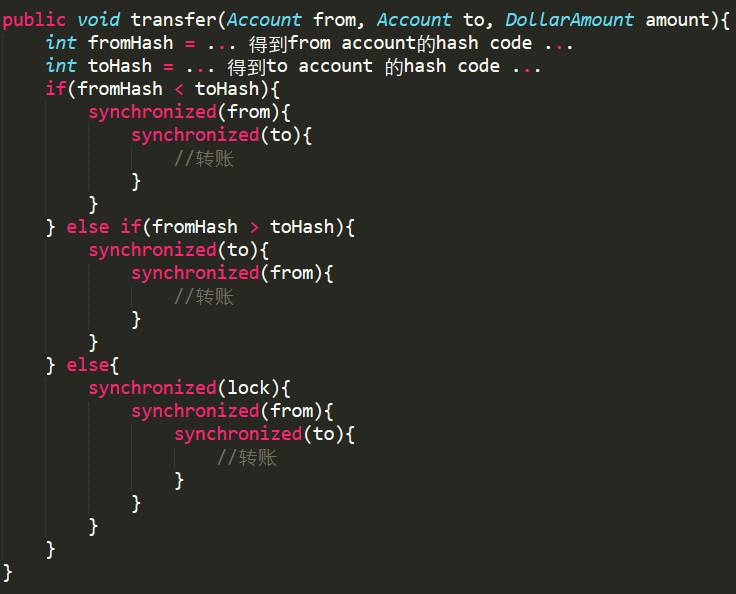 public void transfer(Account from, Account to, DollarAmount amount){
    int fromHash = ... 得到from account的hash code ...
    int toHash = ... 得到to account 的hash code ...
    if(fromHash < toHash){
        synchronized(from){
            synchronized(to){
                //转账
            }
        }
    } else if(fromHash > toHash){
        synchronized(to){
            synchronized(from){
                //转账
            }
        }
    } else{
        synchronized(lock){
            synchronized(from){
                synchronized(to){
                    //转账
                }
            }
        }
    }
}